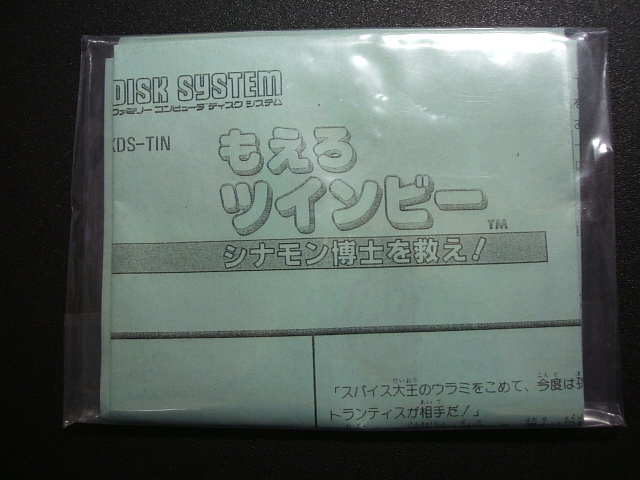 DISK SYSTEM
ファミリー コンピュータ ディスク システム
KDS-TIN
もえろ
ツインビー
TM
シナモン博士を救え!
「スパイス大王のウラミをこめて、今度は
トランティスが相手だ!」